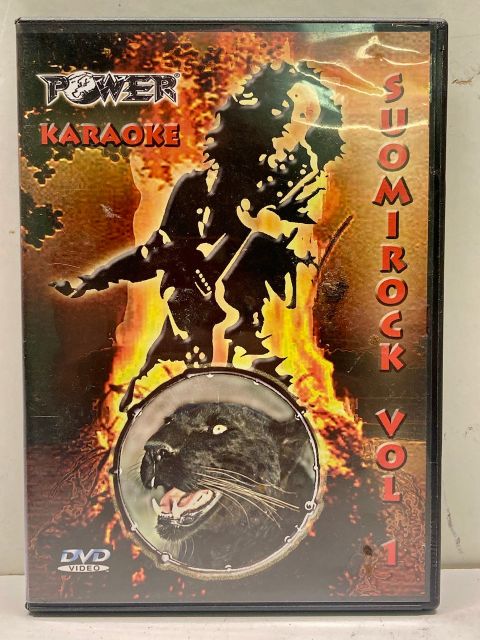 POWER
KARAOKE
SUOMIROCK VOL 1
DVD
VIDEO